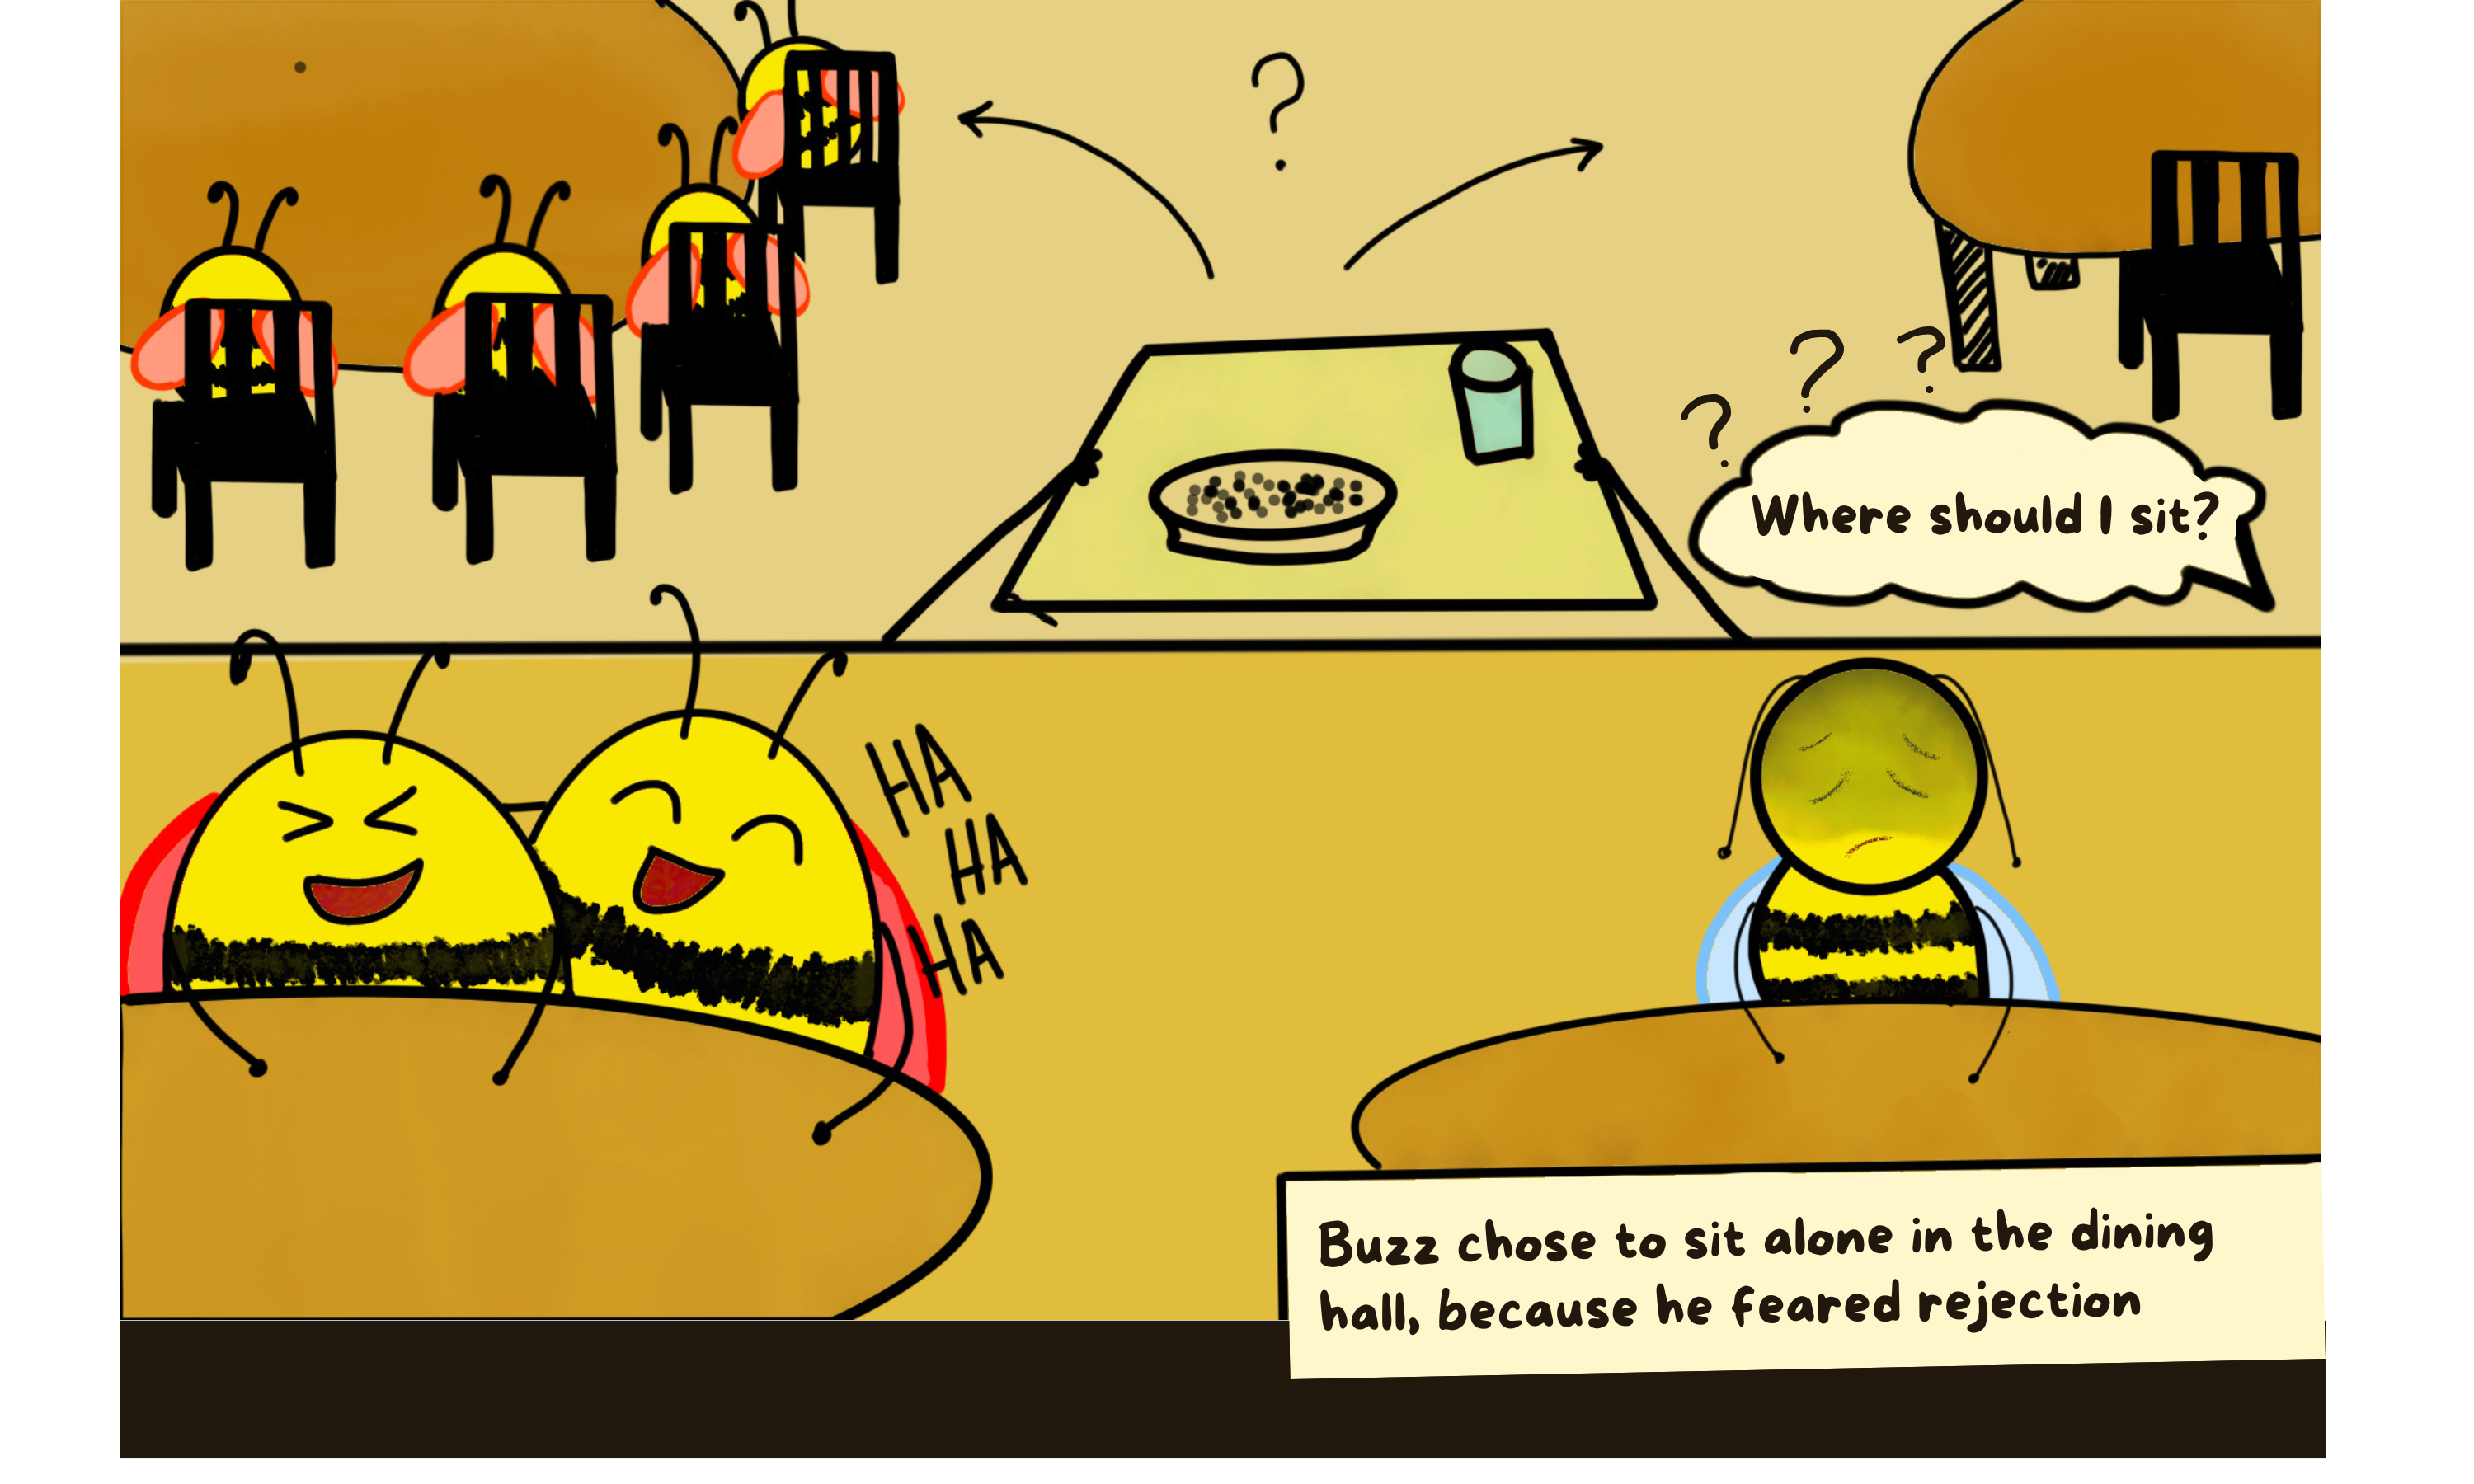 ?
? ? ?
Where should I sit?
HA
HA
HA
Buzz chose to sit alone in the dining
hall, because he feared rejection